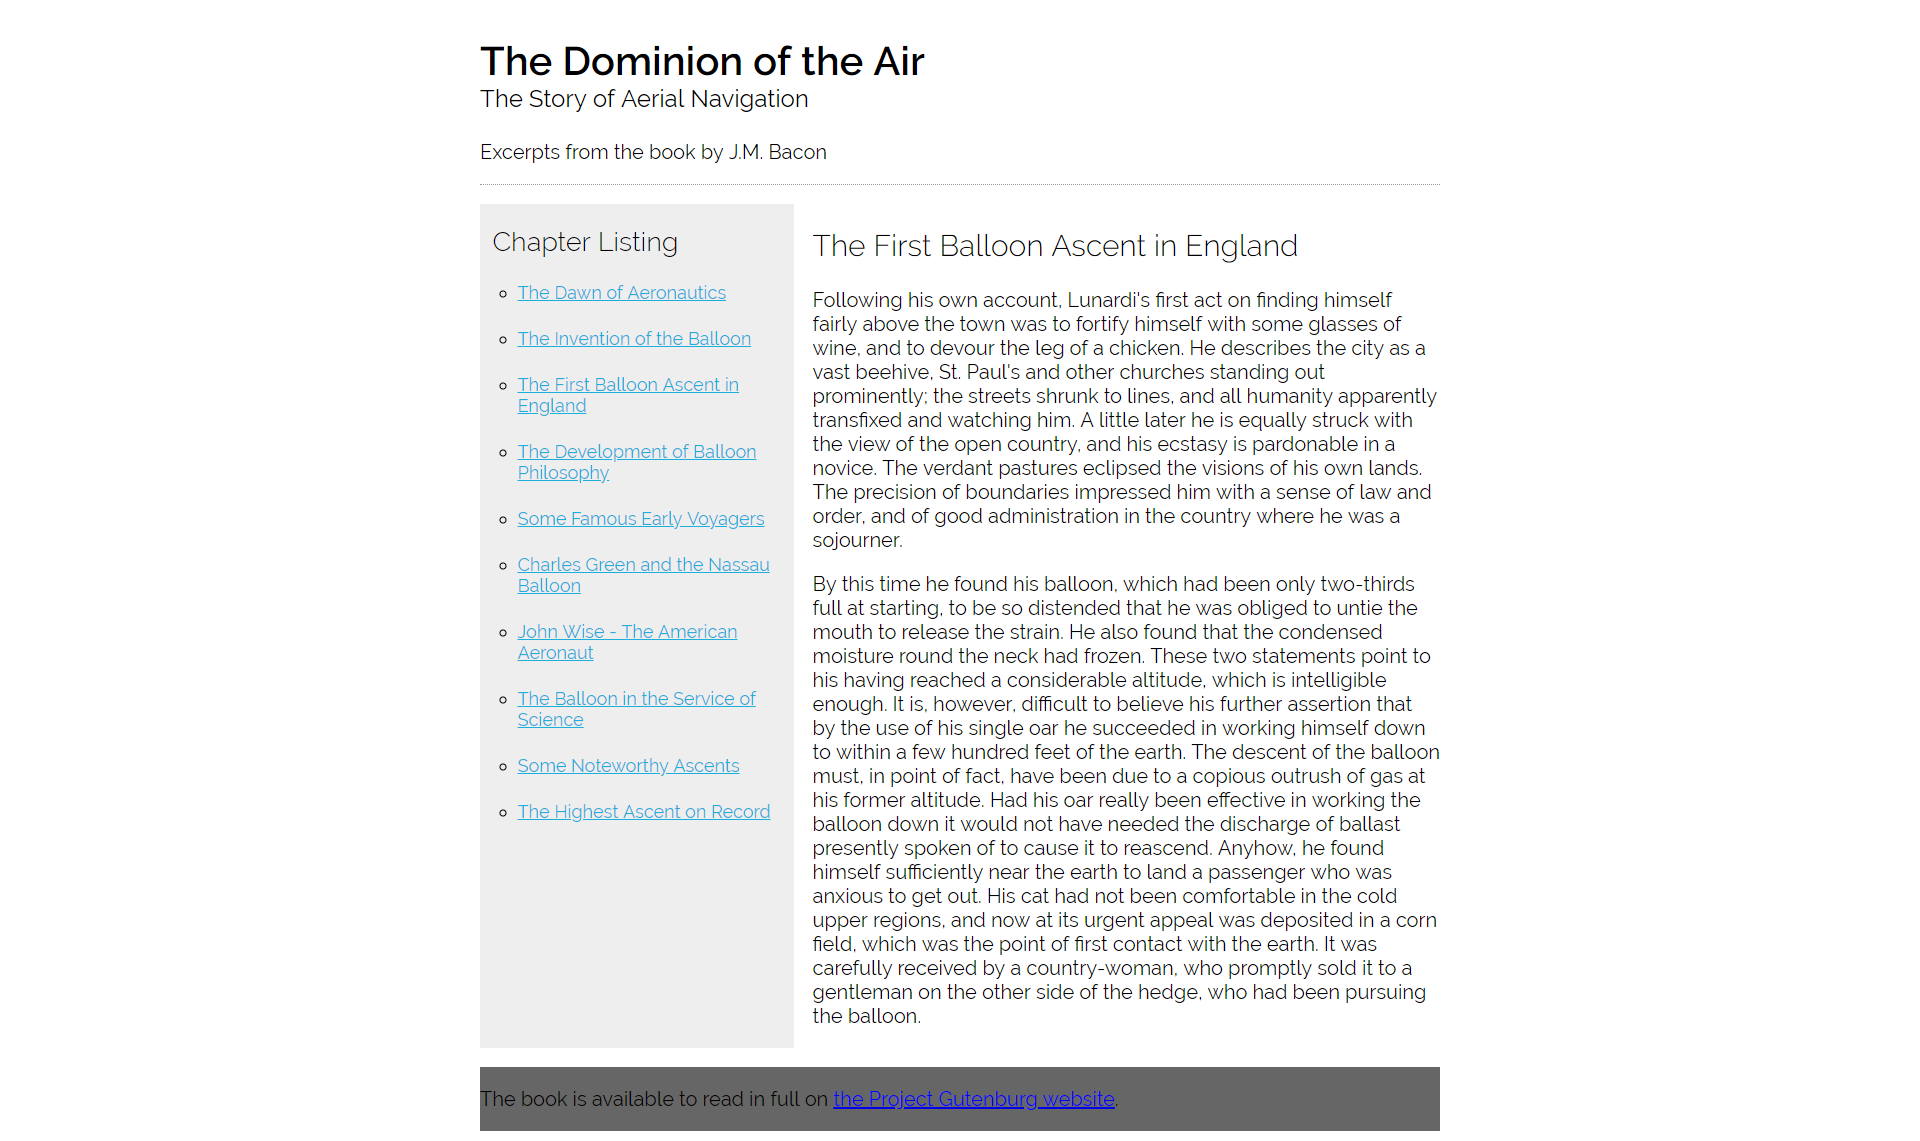 The Dominion of the Air
The Story of Aerial Navigation
Excerpts from the book by J.M. Bacon
Chapter Listing
The Dawn of Aeronautics
The Invention of the Balloon
The First Balloon Ascent in
England
The Development of Balloon
Philosophy
Some Famous Early Voyagers
Charles Green and the Nassau
Balloon
John Wise - The American
Aeronaut
The Balloon in the Service of
Science
Some Noteworthy Ascents
The Highest Ascent on Record
The First Balloon Ascent in England
Following his own account, Lunardi's first act on finding himself
fairly above the town was to fortify himself with some glasses of
wine, and to devour the leg of a chicken. He describes the city as a
vast beehive, St. Paul's and other churches standing out
prominently; the streets shrunk to lines, and all humanity apparently
transfixed and watching him. A little later he is equally struck with
the view of the open country, and his ecstasy is pardonable in a
novice. The verdant pastures eclipsed the visions of his own lands.
The precision of boundaries impressed him with a sense of law and
order, and of good administration in the country where he was a
sojourner.
By this time he found his balloon, which had been only two-thirds
full at starting, to be so distended that he was obliged to untie the
mouth to release the strain. He also found that the condensed
moisture round the neck had frozen. These two statements point to
his having reached a considerable altitude, which is intelligible
enough. It is, however, difficult to believe his further assertion that
by the use of his single oar he succeeded in working himself down
to within a few hundred feet of the earth. The descent of the balloon
must, in point of fact, have been due to a copious outrush of gas at
his former altitude. Had his oar really been effective in working the
balloon down it would not have needed the discharge of ballast
presently spoken of to cause it to reascend. Anyhow, he found
himself sufficiently near the earth to land a passenger who was
anxious to get out. His cat had not been comfortable in the cold
upper regions, and now at its urgent appeal was deposited in a corn
field, which was the point of first contact with the earth. It was
carefully received by a country-woman, who promptly sold it to a
gentleman on the other side of the hedge, who had been pursuing
the balloon.
The book is available to read in full on the Project Gutenburg website.